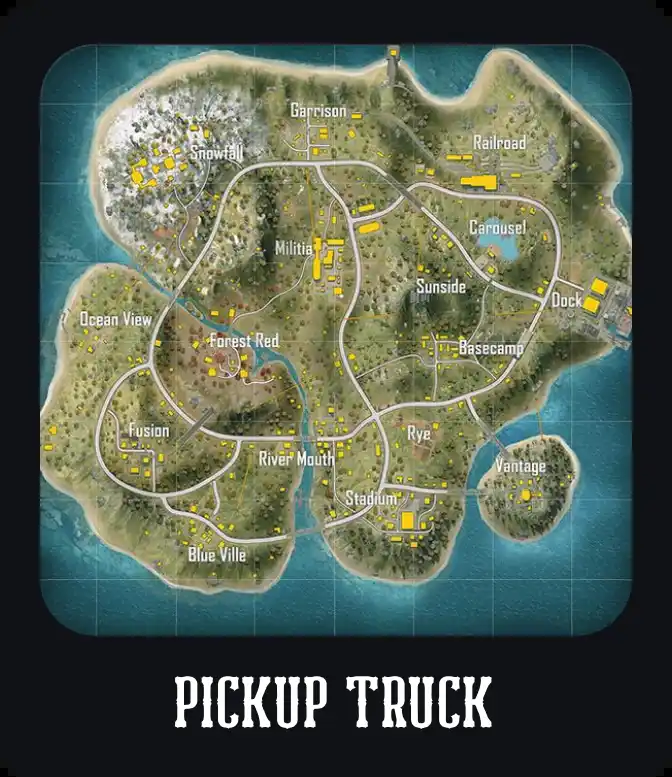 Garrison
Railroad
Snowfall
Carousel
Militia
Sunside
Dock
Ocean View
Forest Red
Basecamp
Fusion
Rye
River Mouth
Vantage
Stadium
Blue Ville
PICKUP TRUCK